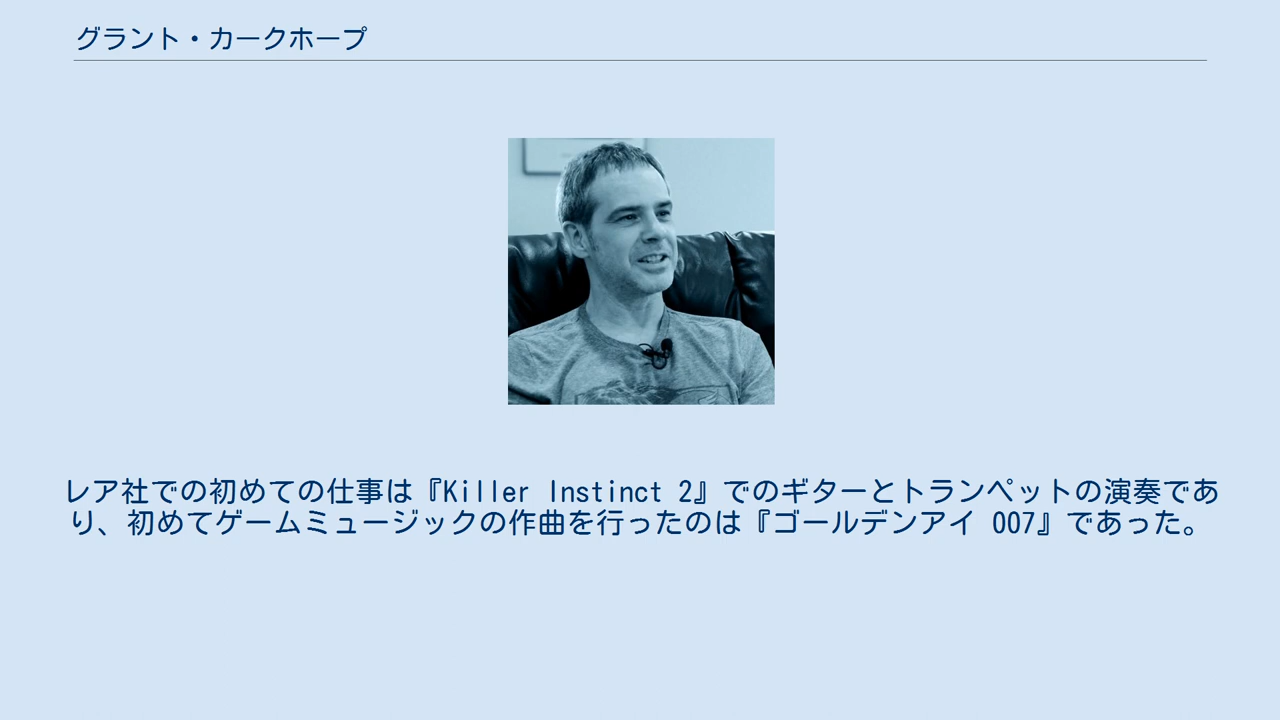 グラント・カークホープ
レア社での初めての仕事は『Killer Instinct 2』でのギターとトランペットの演奏であ
り、初めてゲームミュージックの作曲を行ったのは『ゴールデンアイ 007』であった。